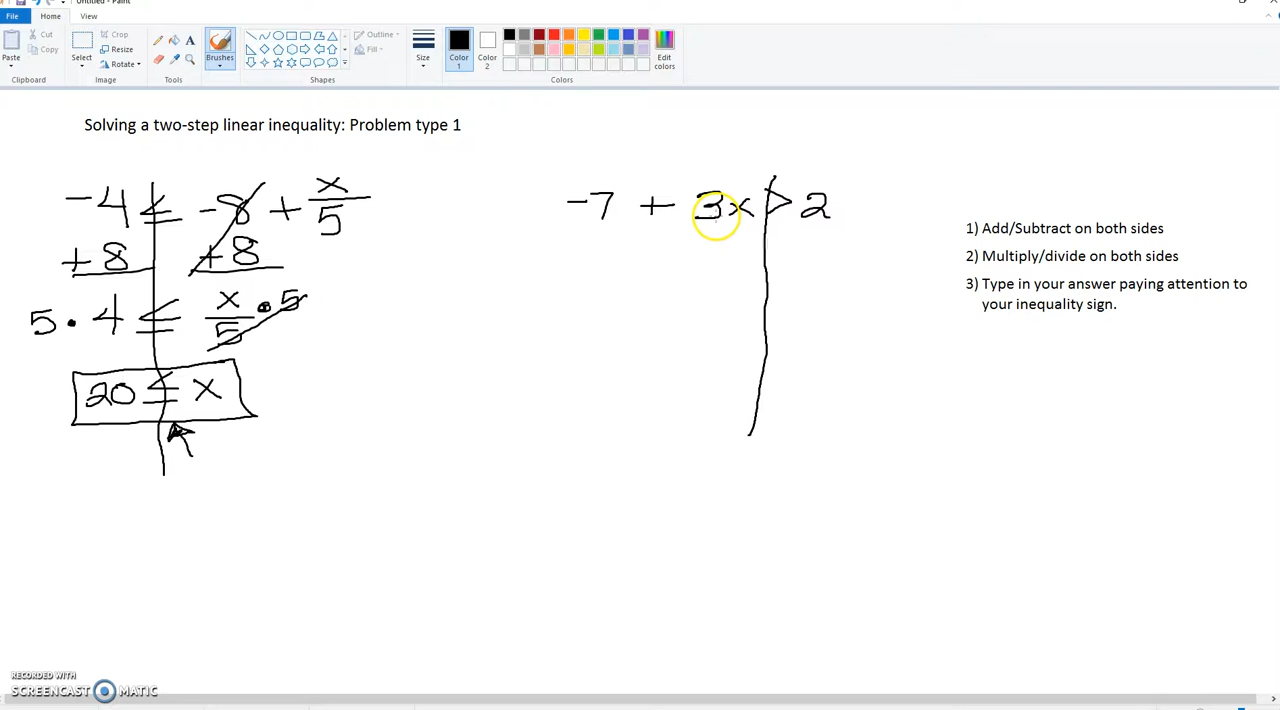 Untitled - Paint
File Home View
Paste
Cut
Copy
Clipboard
Select
Crop
Resize
Rotate
Image
A
Tools
Brushes
Outline
Fill
Shapes
Size
Color 1
Color 2
Edit colors
Colors
Solving a two-step linear inequality: Problem type 1
-4 ≤ -8 + x/5
+8 +8
5 · 4 ≤ x/5 · 5
20 ≤ x
-7 + 3x > 2
1) Add/Subtract on both sides
2) Multiply/divide on both sides
3) Type in your answer paying attention to
your inequality sign.
RECORDED WITH
SCREENCAST MATIC